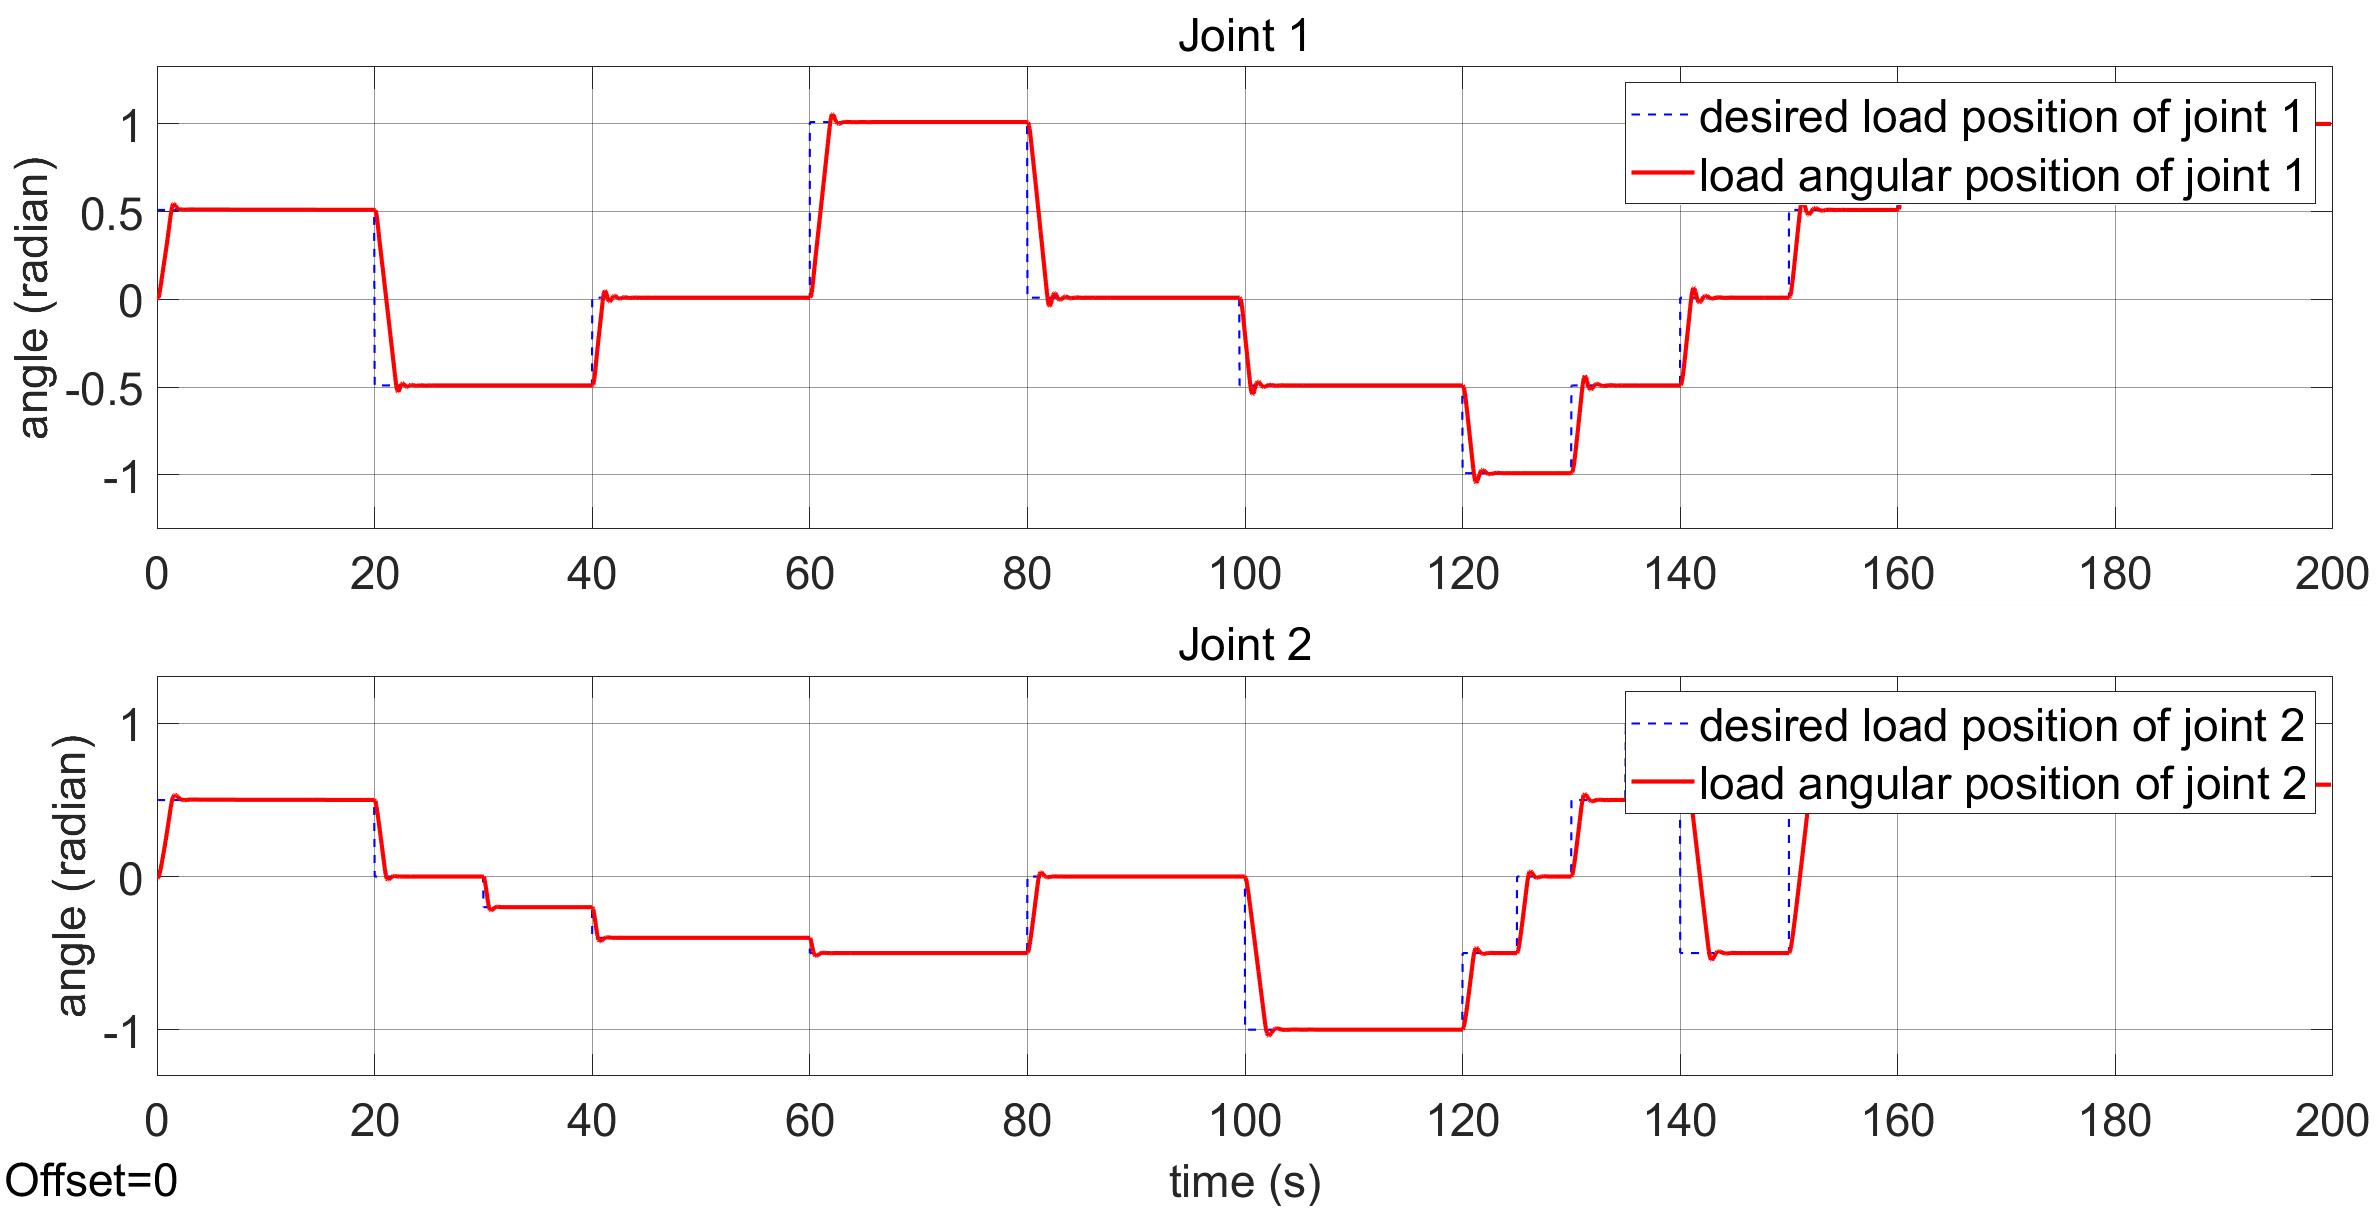 Joint 1
desired load position of joint 1
load angular position of joint 1
angle (radian)
1
0.5
0
-0.5
-1
0 20 40 60 80 100 120 140 160 180 200
Joint 2
desired load position of joint 2
load angular position of joint 2
angle (radian)
1
0
-1
0 20 40 60 80 100 120 140 160 180 200
Offset=0
time (s)